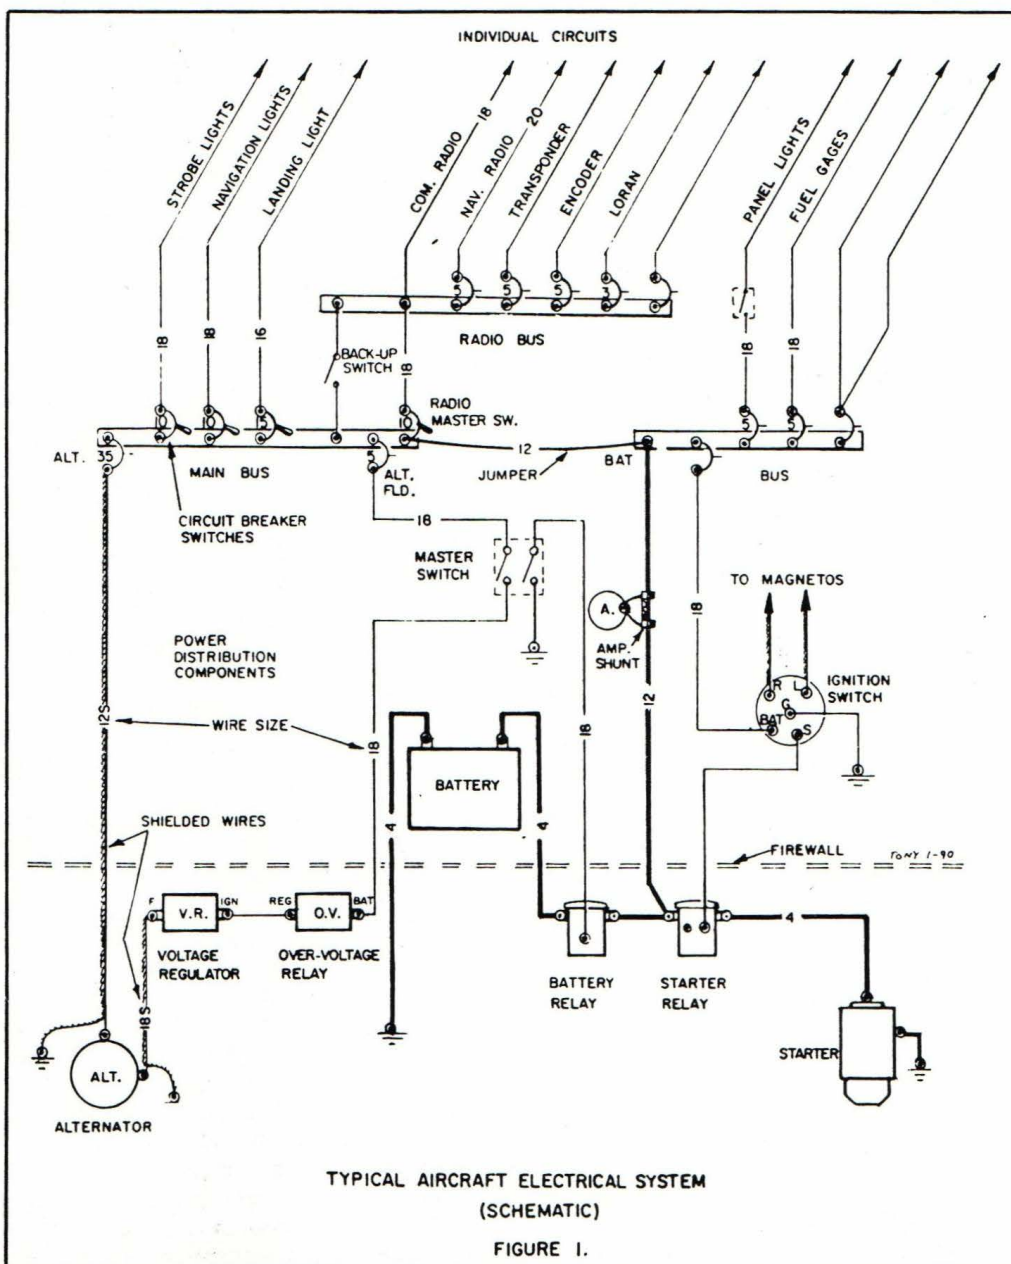 INDIVIDUAL CIRCUITS
STROBE LIGHTS
NAVIGATION LIGHTS
LANDING LIGHT
COM. RADIO 18
NAV. RADIO 20
TRANSPONDER
ENCODER
LORAN
PANEL LIGHTS
FUEL GAGES
5
5
5
3
RADIO BUS
18
18
16
BACK-UP
SWITCH
18
18
18
10
10
15
10
RADIO
MASTER SW.
5
5
ALT. 35
MAIN BUS
5
ALT.
FLD.
12
JUMPER
BAT
BUS
CIRCUIT BREAKER
SWITCHES
18
18
MASTER
SWITCH
A.
AMP.
SHUNT
18
TO MAGNETOS
R L
G
BAT
S
IGNITION
SWITCH
POWER
DISTRIBUTION
COMPONENTS
12S
WIRE SIZE
18
18
12
BATTERY
4
4
SHIELDED WIRES
FIREWALL
TONY 1-90
F
V.R.
IGN
REG
O.V.
BAT
VOLTAGE
REGULATOR
OVER-VOLTAGE
RELAY
BATTERY
RELAY
STARTER
RELAY
4
18S
ALT.
ALTERNATOR
STARTER
TYPICAL AIRCRAFT ELECTRICAL SYSTEM
(SCHEMATIC)
FIGURE 1.